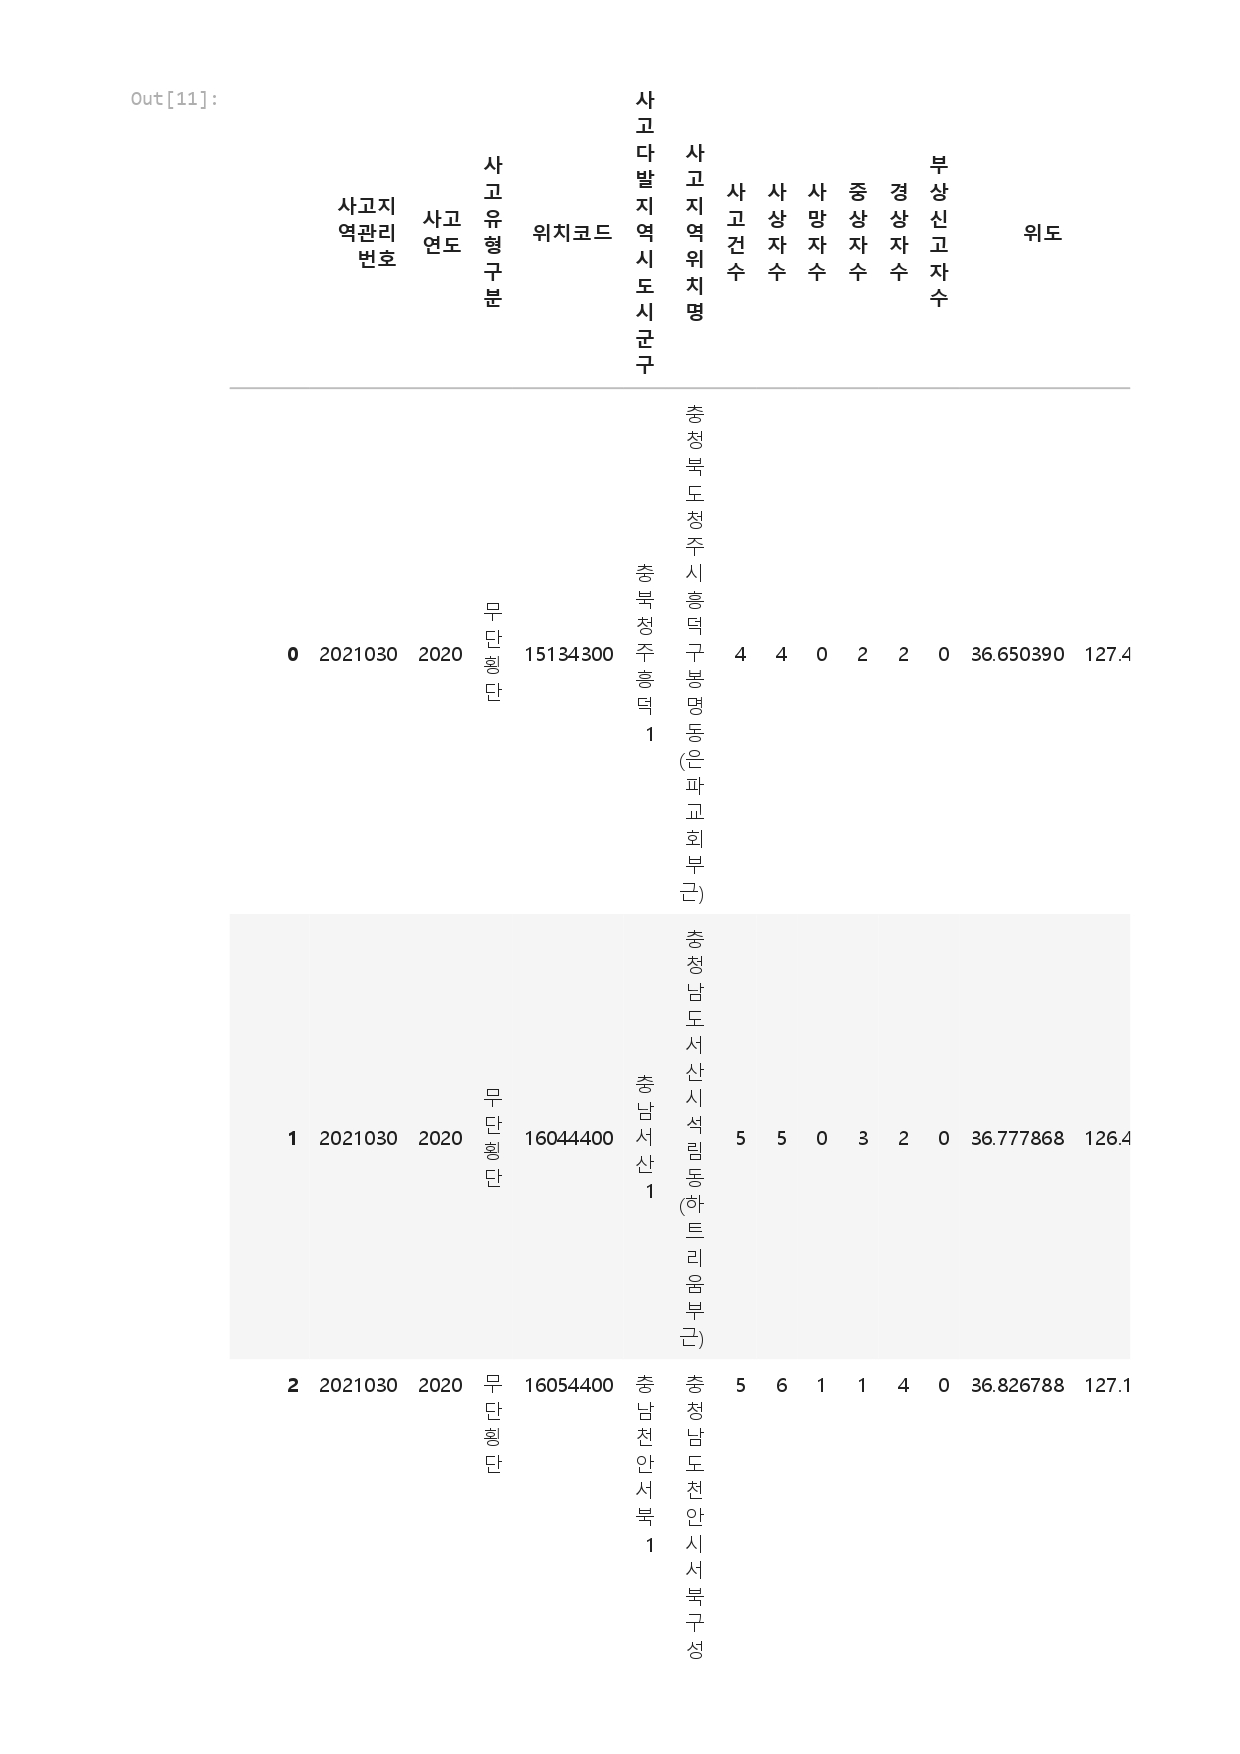 Out[11]:
사고지역관리번호 사고연도 사고유형구분 위치코드 사고다발지역시도시군구 사고지역위치명 사고건수 사상자수 사망자수 중상자수 경상자수 부상신고자수 위도
0 2021030 2020 무단횡단 15134300 충북청주흥덕1 충청북도청주시흥덕구봉명동(은파교회부근) 4 4 0 2 2 0 36.650390 127.4
1 2021030 2020 무단횡단 16044400 충남서산1 충청남도서산시석림동(하트리움부근) 5 5 0 3 2 0 36.777868 126.4
2 2021030 2020 무단횡단 16054400 충남천안서북1 충청남도천안시서북구성 5 6 1 1 4 0 36.826788 127.1